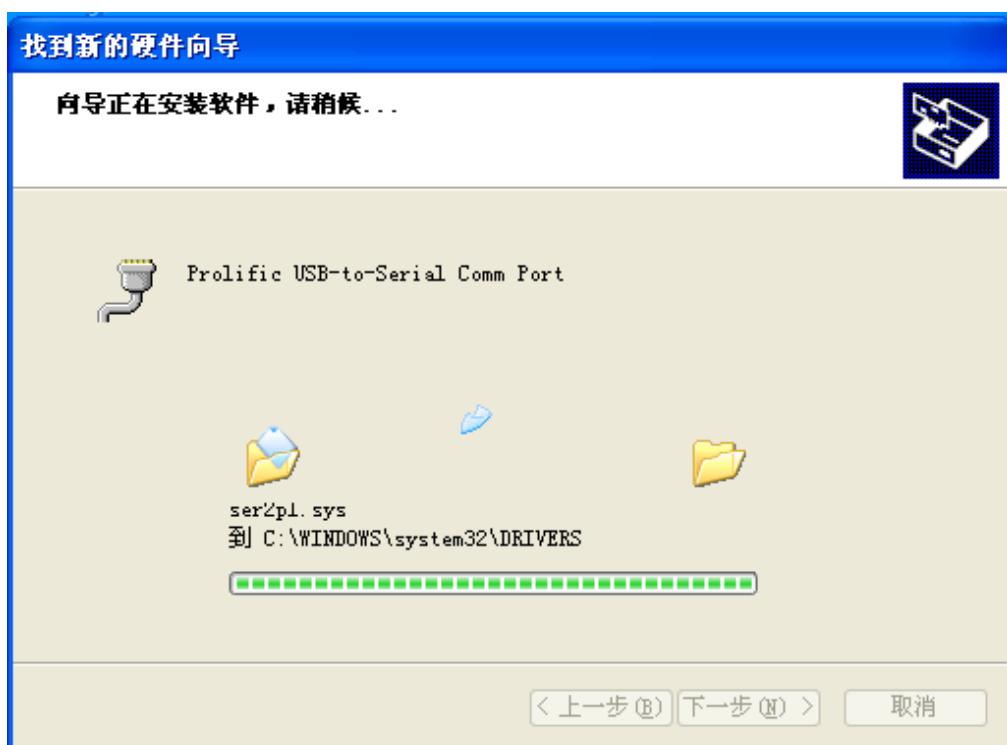 找到新的硬件向导
向导正在安装软件，请稍候...
Prolific USB-to-Serial Comm Port
ser2pl.sys
到 C:\WINDOWS\system32\DRIVERS
< 上一步(B) 下一步(N) > 取消